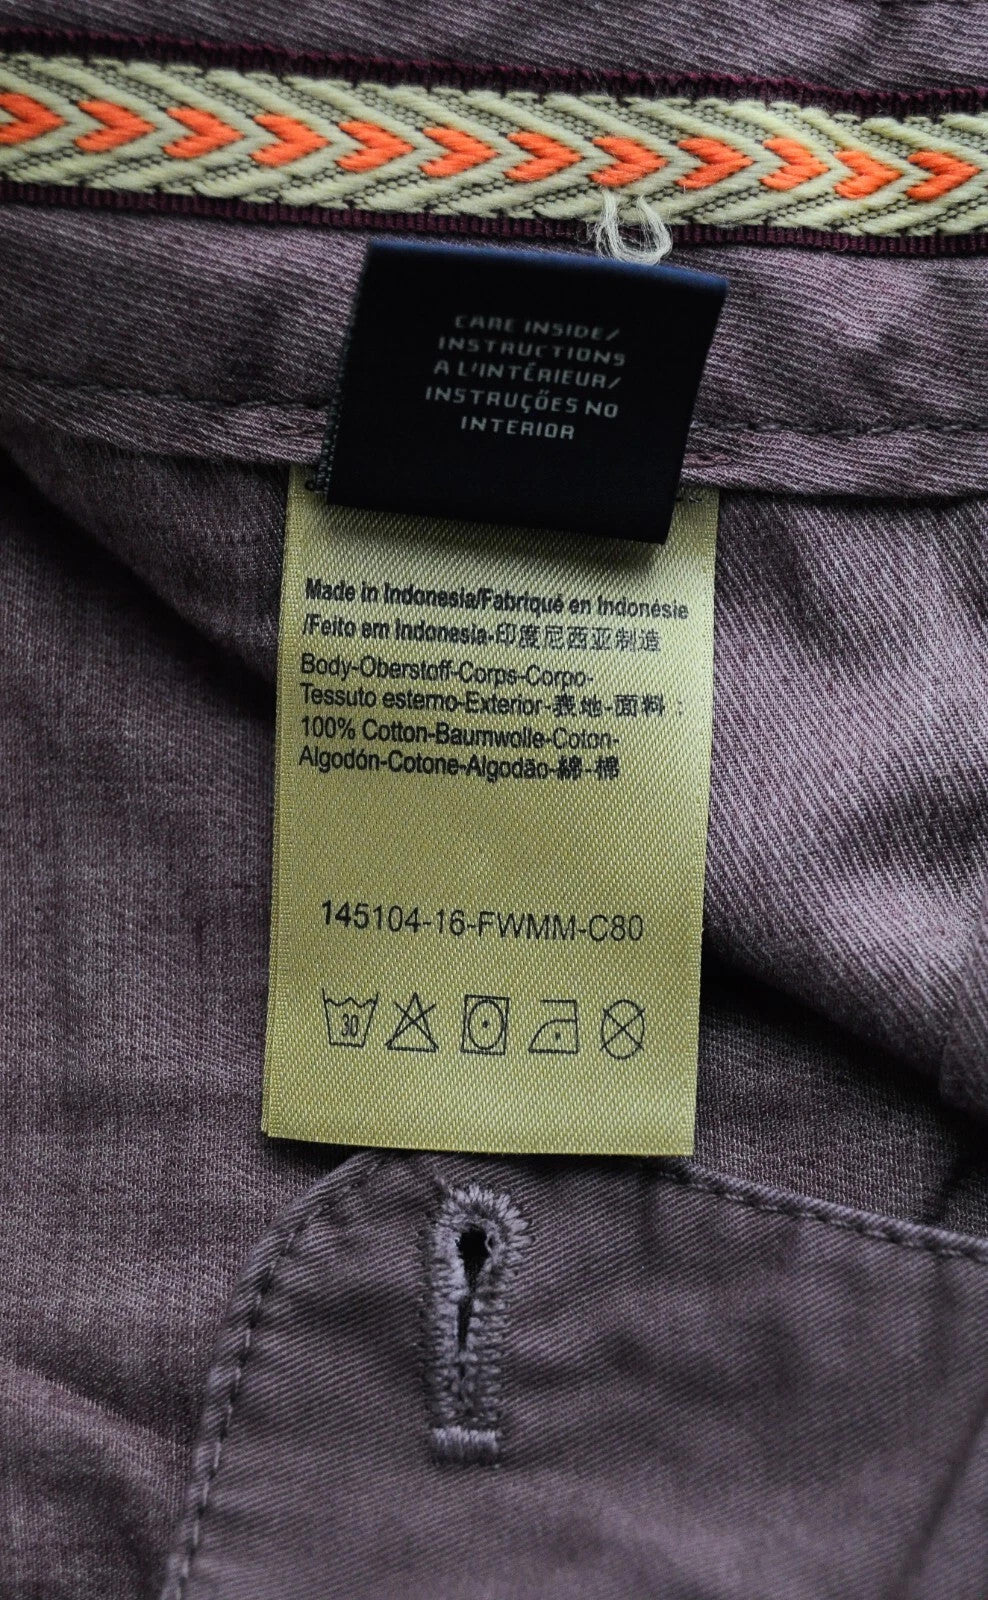 CARE INSIDE/
INSTRUCTIONS
A L'INTÉRIEUR/
INSTRUÇÕES NO
INTERIOR
Made in Indonesia/Fabriqué en Indonésie
/Feito em Indonesia-印度尼西亚制造
Body-Oberstoff-Corps-Corpo-
Tessuto esterno-Exterior-表地-面料 :
100% Cotton-Baumwolle-Coton-
Algodón-Cotone-Algodão-綿-棉
145104-16-FWMM-C80
30